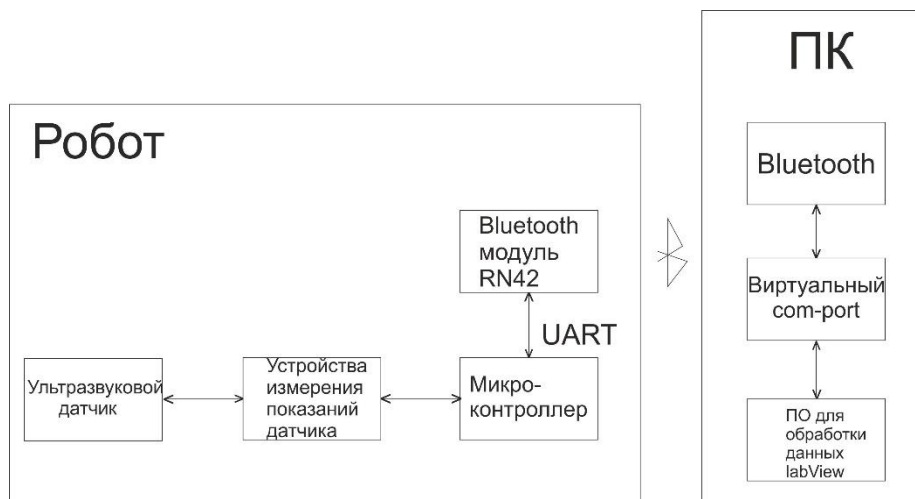 ПК
Робот
Bluetooth
Bluetooth
модуль
RN42
Виртуальный
com-port
UART
Ультразвуковой
датчик
Устройства
измерения
показаний
датчика
Микро-
контроллер
ПО для
обработки
данных
labView